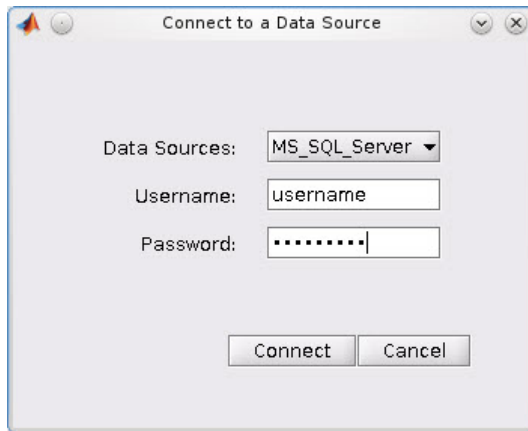 Connect to a Data Source
Data Sources: MS_SQL_Server
Username: username
Password: •••••••••
Connect Cancel